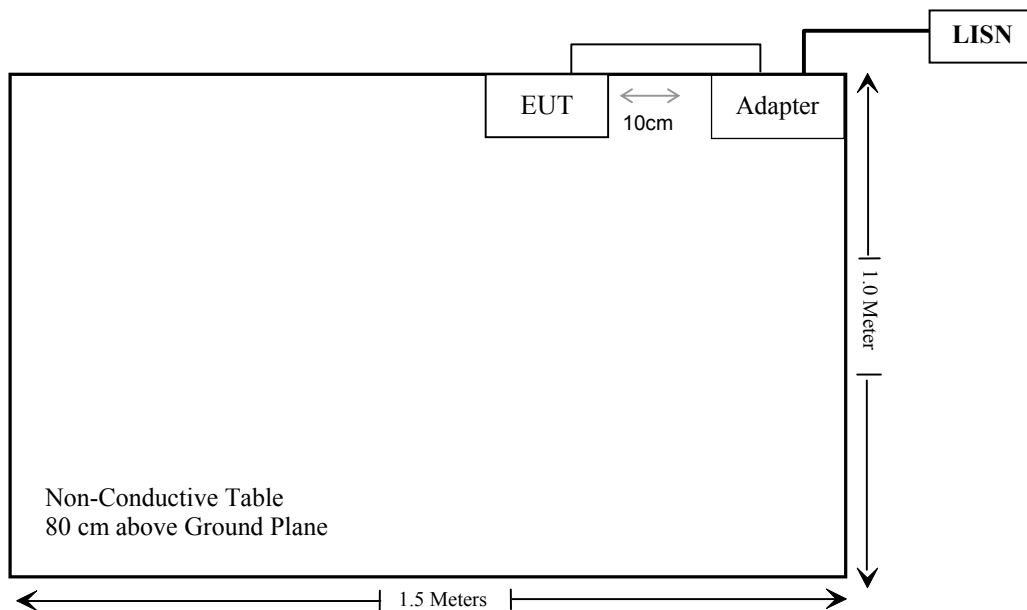 LISN
EUT
Adapter
10cm
1.0 Meter
Non-Conductive Table
80 cm above Ground Plane
1.5 Meters